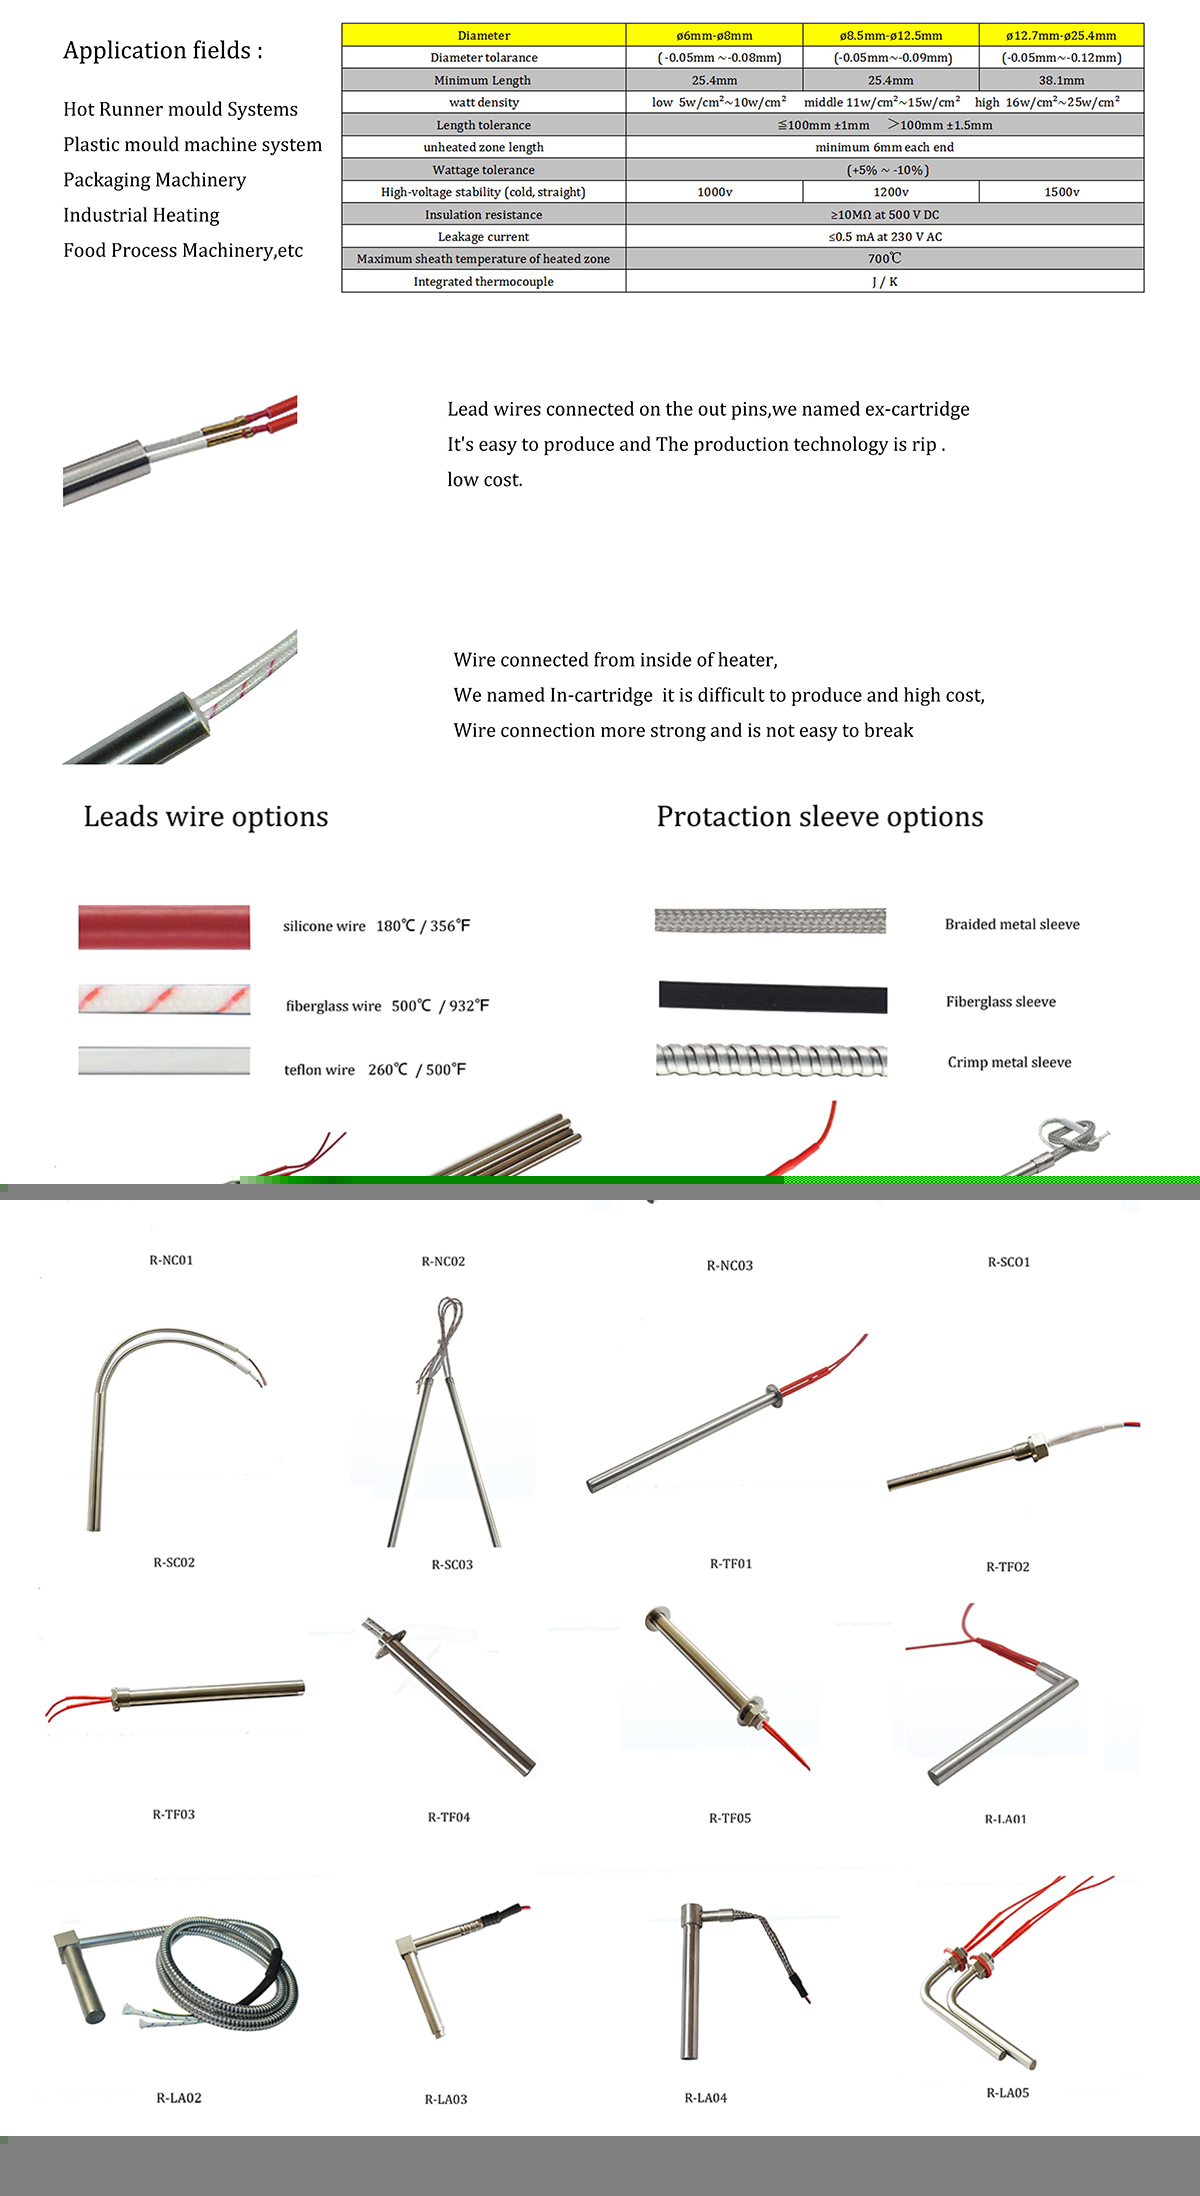 Application fields :
Hot Runner mould Systems
Plastic mould machine system
Packaging Machinery
Industrial Heating
Food Process Machinery,etc
Diameter ø6mm-ø8mm ø8.5mm-ø12.5mm ø12.7mm-ø25.4mm
Diameter tolarance (-0.05mm ~-0.08mm) (-0.05mm~-0.09mm) (-0.05mm~-0.12mm)
Minimum Length 25.4mm 25.4mm 38.1mm
watt density low 5w/cm²~10w/cm² middle 11w/cm²~15w/cm² high 16w/cm²~25w/cm²
Length tolerance ≦100mm ±1mm ＞100mm ±1.5mm
unheated zone length minimum 6mm each end
Wattage tolerance (+5% ~ -10%)
High-voltage stability (cold, straight) 1000v 1200v 1500v
Insulation resistance ≥10MΩ at 500 V DC
Leakage current ≤0.5 mA at 230 V AC
Maximum sheath temperature of heated zone 700℃
Integrated thermocouple J / K
Lead wires connected on the out pins,we named ex-cartridge
It's easy to produce and The production technology is rip .
low cost.
Wire connected from inside of heater,
We named In-cartridge it is difficult to produce and high cost,
Wire connection more strong and is not easy to break
Leads wire options
Protaction sleeve options
silicone wire 180℃ / 356℉
Braided metal sleeve
fiberglass wire 500℃ / 932℉
Fiberglass sleeve
teflon wire 260℃ / 500℉
Crimp metal sleeve
R-NC01 R-NC02 R-NC03 R-SCO1
R-SC02 R-SC03 R-TF01 R-TFO2
R-TF03 R-TF04 R-TF05 R-LA01
R-LA02 R-LA03 R-LA04 R-LA05